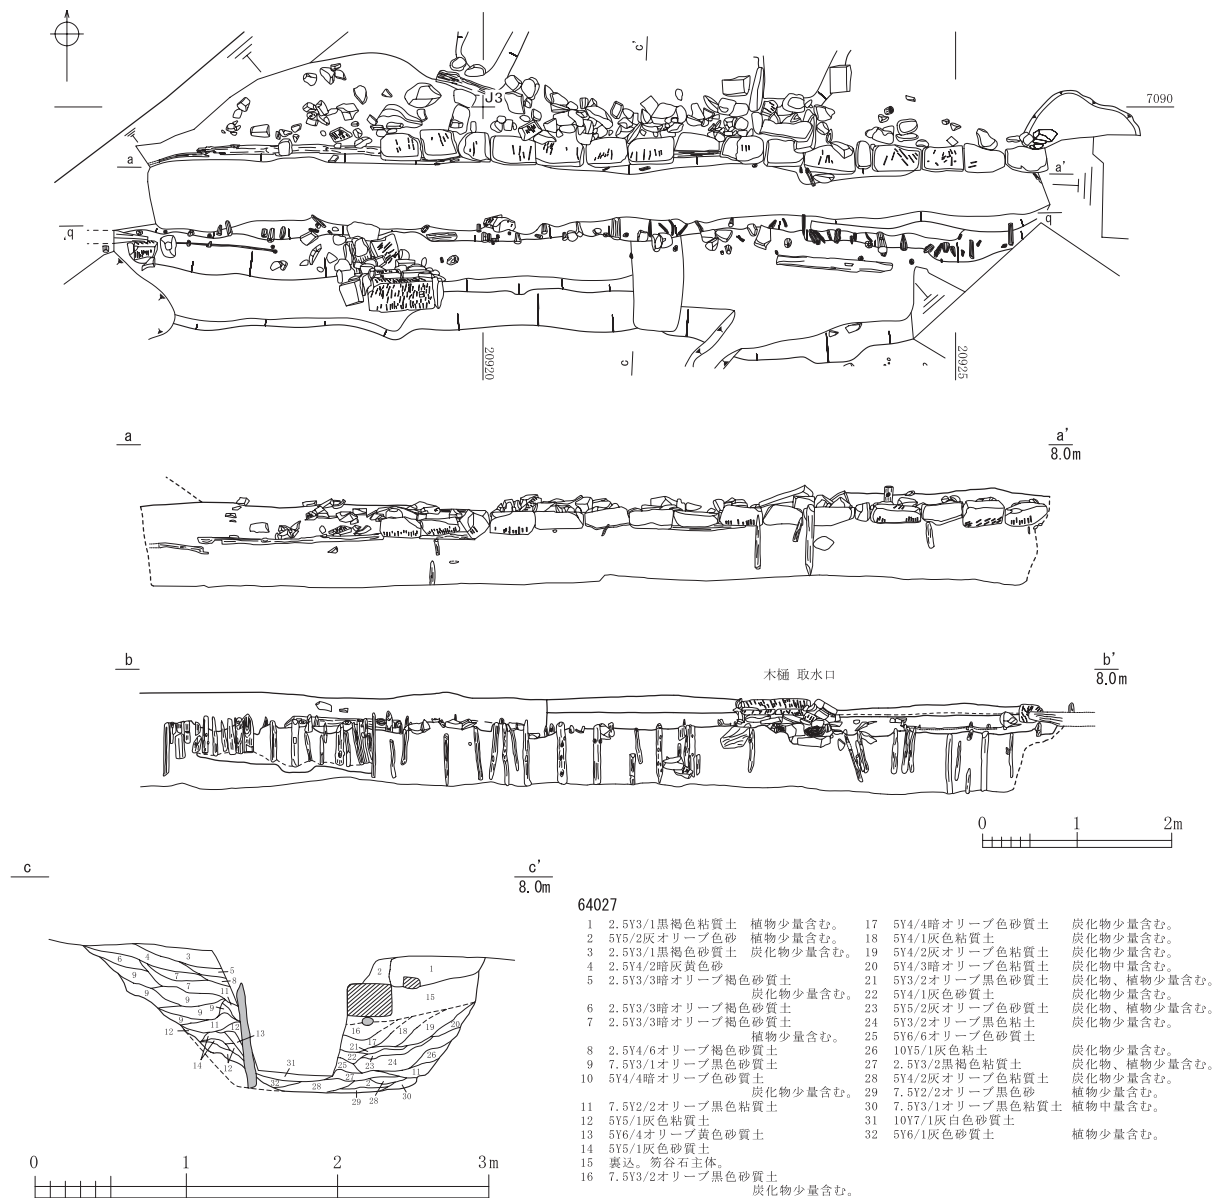 c'
J3
7090
a
a'
b'
b
20920
c
20925
a
a'
8.0m
b
木樋 取水口
b'
8.0m
0 1 2m
c
c'
8.0m
64027
1 2.5Y3/1黒褐色粘質土 植物少量含む。
2 5Y5/2灰オリーブ色砂 植物少量含む。
3 2.5Y3/1黒褐色砂質土 炭化物少量含む。
4 2.5Y4/2暗灰黄色砂
5 2.5Y3/3暗オリーブ褐色砂質土
炭化物少量含む。
6 2.5Y3/3暗オリーブ褐色砂質土
7 2.5Y3/3暗オリーブ褐色砂質土
植物少量含む。
8 2.5Y4/6オリーブ褐色砂質土
9 7.5Y3/1オリーブ黒色砂質土
10 5Y4/4暗オリーブ色砂質土
炭化物少量含む。
11 7.5Y2/2オリーブ黒色粘質土
12 5Y5/1灰色粘質土
13 5Y6/4オリーブ黄色砂質土
14 5Y5/1灰色砂質土
15 裏込。笏谷石主体。
16 7.5Y3/2オリーブ黒色砂質土
炭化物少量含む。
17 5Y4/4暗オリーブ色砂質土 炭化物少量含む。
18 5Y4/1灰色粘質土 炭化物少量含む。
19 5Y4/2灰オリーブ色粘質土 炭化物少量含む。
20 5Y4/3暗オリーブ色粘質土 炭化物中量含む。
21 5Y3/2オリーブ黒色砂質土 炭化物、植物少量含む。
22 5Y4/1灰色砂質土 炭化物少量含む。
23 5Y5/2灰オリーブ色砂質土 炭化物、植物少量含む。
24 5Y3/2オリーブ黒色粘土 炭化物少量含む。
25 5Y6/6オリーブ色砂質土
26 10Y5/1灰色粘土 炭化物少量含む。
27 2.5Y3/2黒褐色粘質土 炭化物、植物少量含む。
28 5Y4/2灰オリーブ色粘質土 炭化物少量含む。
29 7.5Y2/2オリーブ黒色砂 植物少量含む。
30 7.5Y3/1オリーブ黒色粘質土 植物中量含む。
31 10Y7/1灰白色砂質土
32 5Y6/1灰色砂質土 植物少量含む。
0 1 2 3m